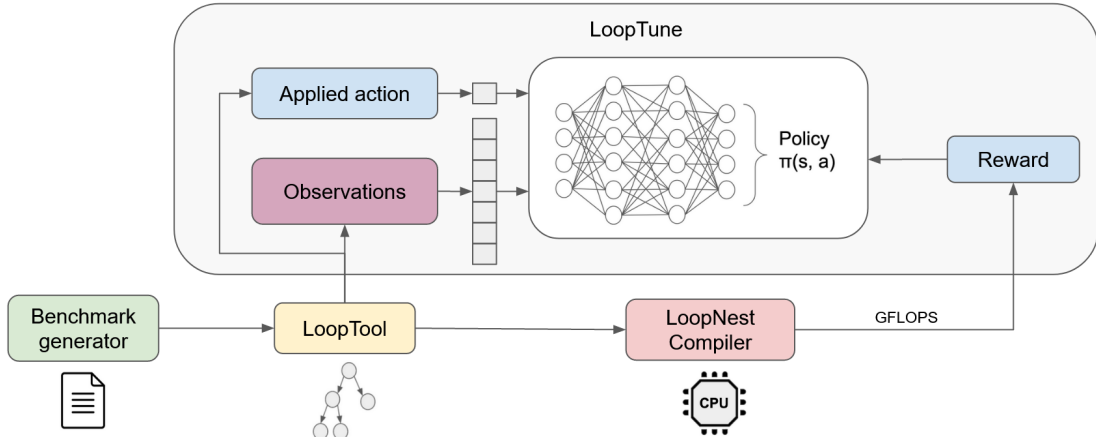 LoopTune
Applied action
Observations
Policy
π(s, a)
Reward
Benchmark
generator
LoopTool
LoopNest
Compiler
GFLOPS
CPU